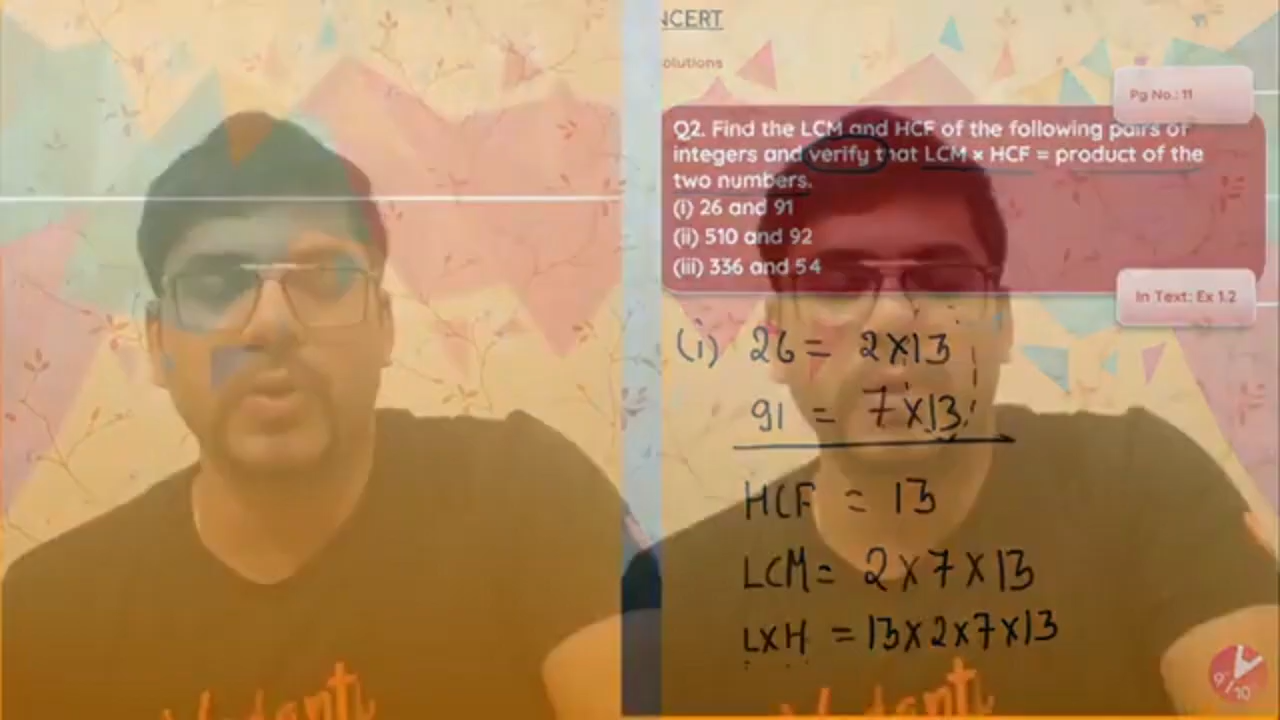 NCERT
olutions
Pg No.: 11
Q2. Find the LCM and HCF of the following pairs of
integers and verify that LCM × HCF = product of the
two numbers.
(i) 26 and 91
(ii) 510 and 92
(iii) 336 and 54
In Text: Ex 1.2
(i) 26 = 2×13
91 = 7×13
HCF = 13
LCM = 2×7×13
L×H = 13×2×7×13
Vedantu
Vedantu
9/10